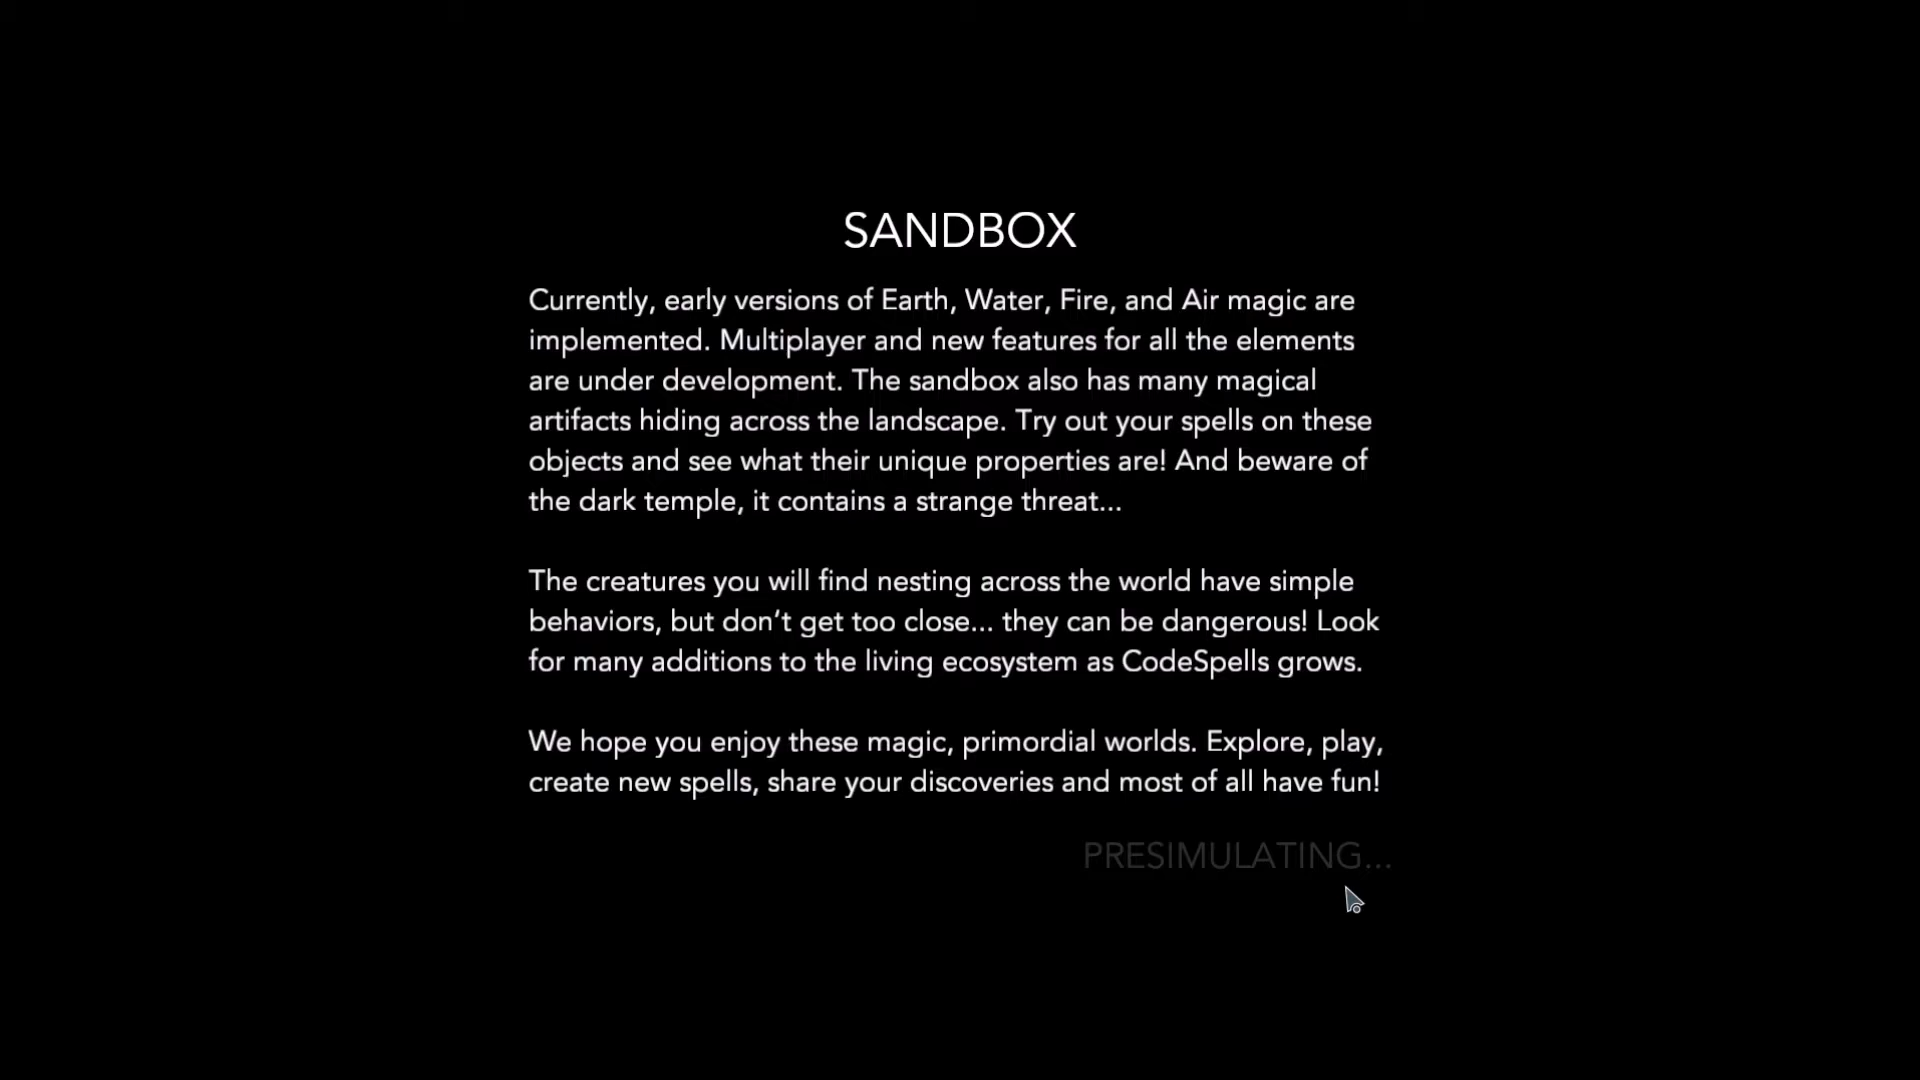 SANDBOX
Currently, early versions of Earth, Water, Fire, and Air magic are
implemented. Multiplayer and new features for all the elements
are under development. The sandbox also has many magical
artifacts hiding across the landscape. Try out your spells on these
objects and see what their unique properties are! And beware of
the dark temple, it contains a strange threat...
The creatures you will find nesting across the world have simple
behaviors, but don’t get too close... they can be dangerous! Look
for many additions to the living ecosystem as CodeSpells grows.
We hope you enjoy these magic, primordial worlds. Explore, play,
create new spells, share your discoveries and most of all have fun!
PRESIMULATING...